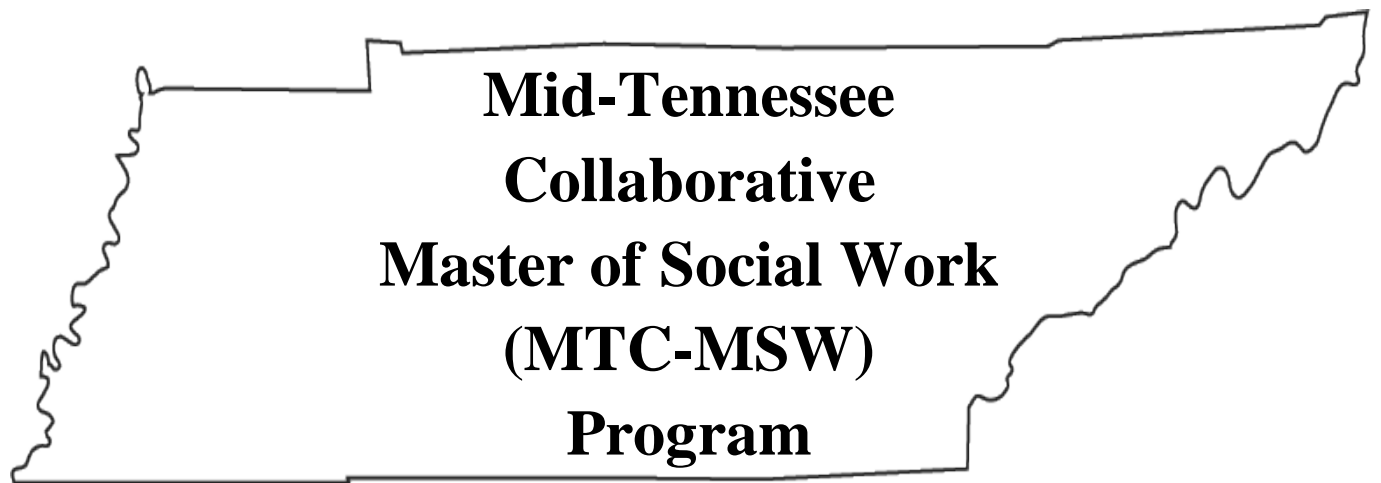 Mid-Tennessee
Collaborative
Master of Social Work
(MTC-MSW)
Program